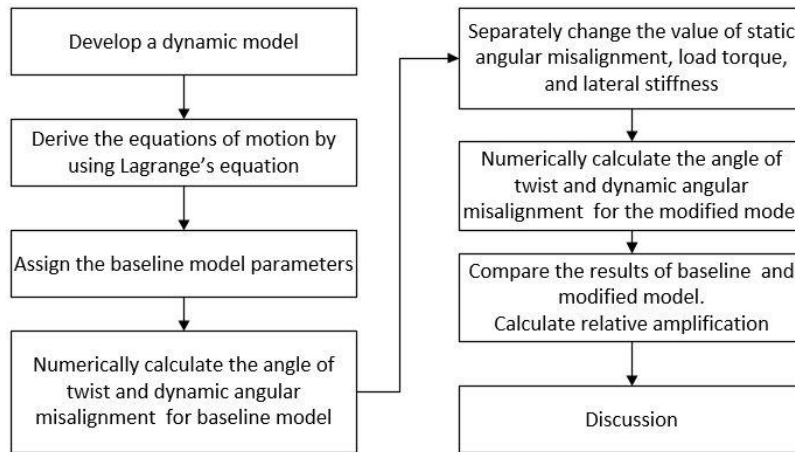 Develop a dynamic model
Derive the equations of motion by
using Lagrange's equation
Assign the baseline model parameters
Numerically calculate the angle of
twist and dynamic angular
misalignment for baseline model
Separately change the value of static
angular misalignment, load torque,
and lateral stiffness
Numerically calculate the angle of
twist and dynamic angular
misalignment for the modified mode
Compare the results of baseline and
modified model.
Calculate relative amplification
Discussion